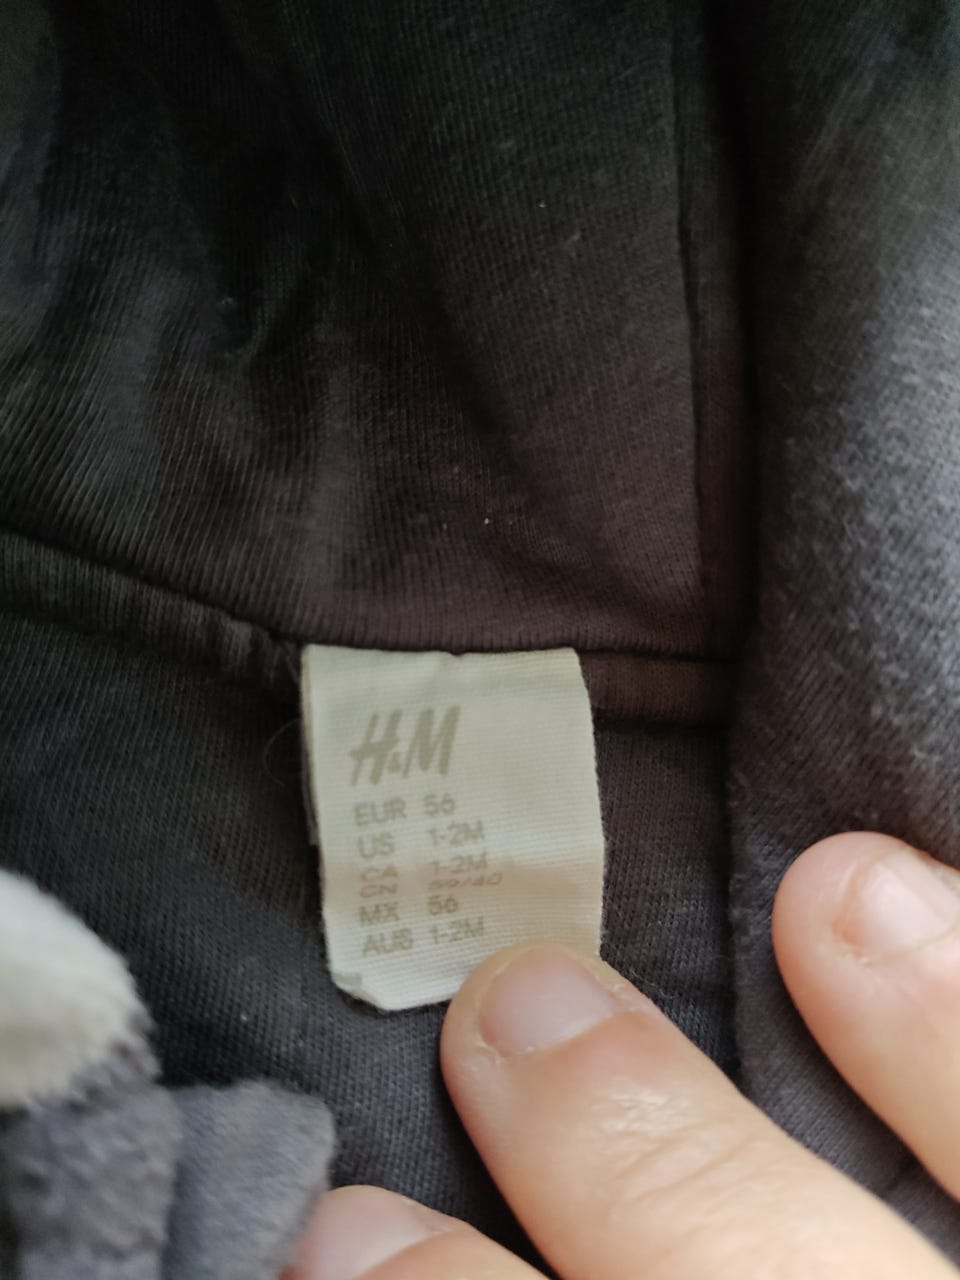 H&M
EUR 56
US 1-2M
CA 1-2M
CN 59/40
MX 56
AUS 1-2M